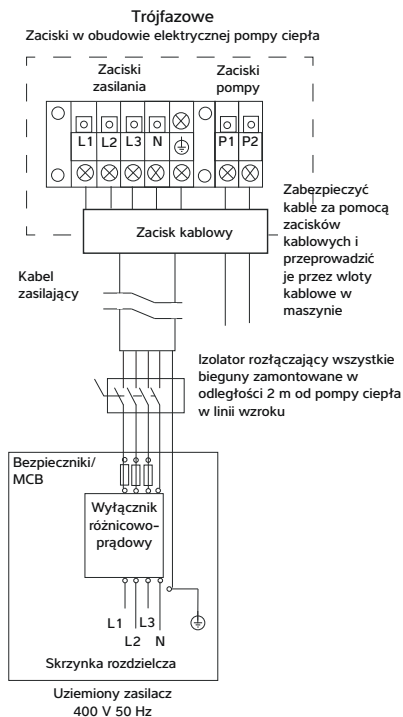 Trójfazowe
Zaciski w obudowie elektrycznej pompy ciepła
Zaciski
zasilania
Zaciski
pompy
L1 L2 L3 N P1 P2
Zacisk kablowy
Zabezpieczyć
kable za pomocą
zacisków
kablowych i
przeprowadzić
je przez wloty
kablowe w
maszynie
Kabel
zasilający
Izolator rozłączający wszystkie
bieguny zamontowane w
odległości 2 m od pompy ciepła
w linii wzroku
Bezpieczniki/
MCB
Wyłącznik
różnicowo-
prądowy
L1 L3
L2 N
Skrzynka rozdzielcza
Uziemiony zasilacz
400 V 50 Hz